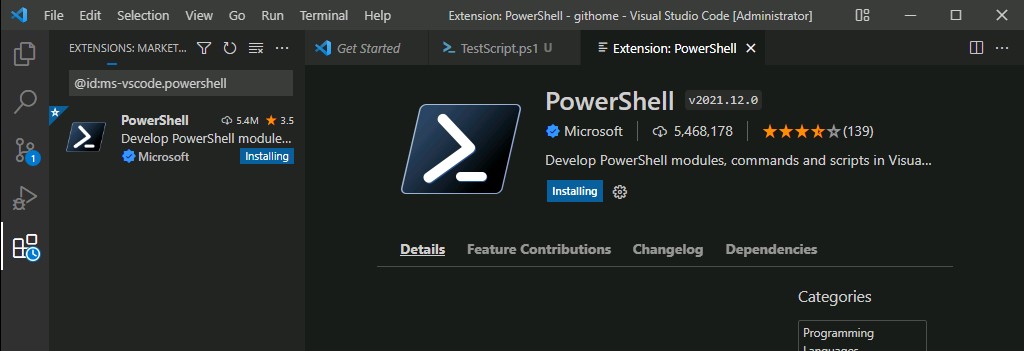 File Edit Selection View Go Run Terminal Help Extension: PowerShell - githome - Visual Studio Code [Administrator]
EXTENSIONS: MARKET... ...
Get Started TestScript.ps1 U Extension: PowerShell ...
@id:ms-vscode.powershell
PowerShell 5.4M 3.5
Develop PowerShell module...
Microsoft Installing
1
PowerShell v2021.12.0
Microsoft 5,468,178 (139)
Develop PowerShell modules, commands and scripts in Visua...
Installing
Details Feature Contributions Changelog Dependencies
Categories
Programming
Languages